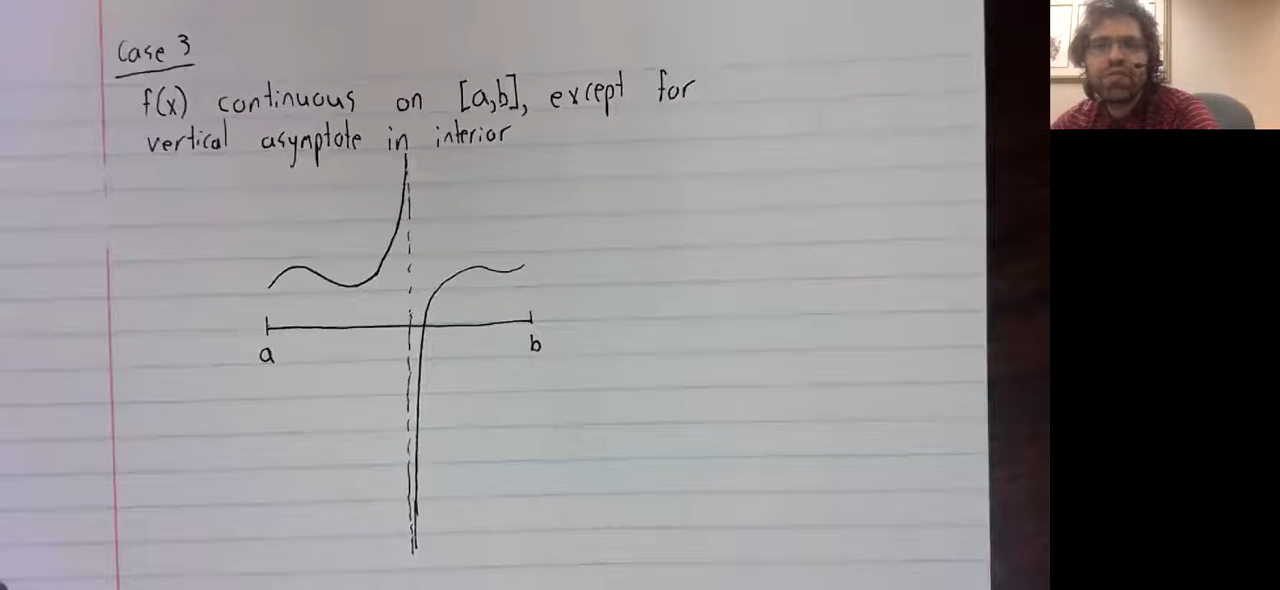 Case 3
f(x) continuous on [a,b], except for
vertical asymptote in interior
a
b